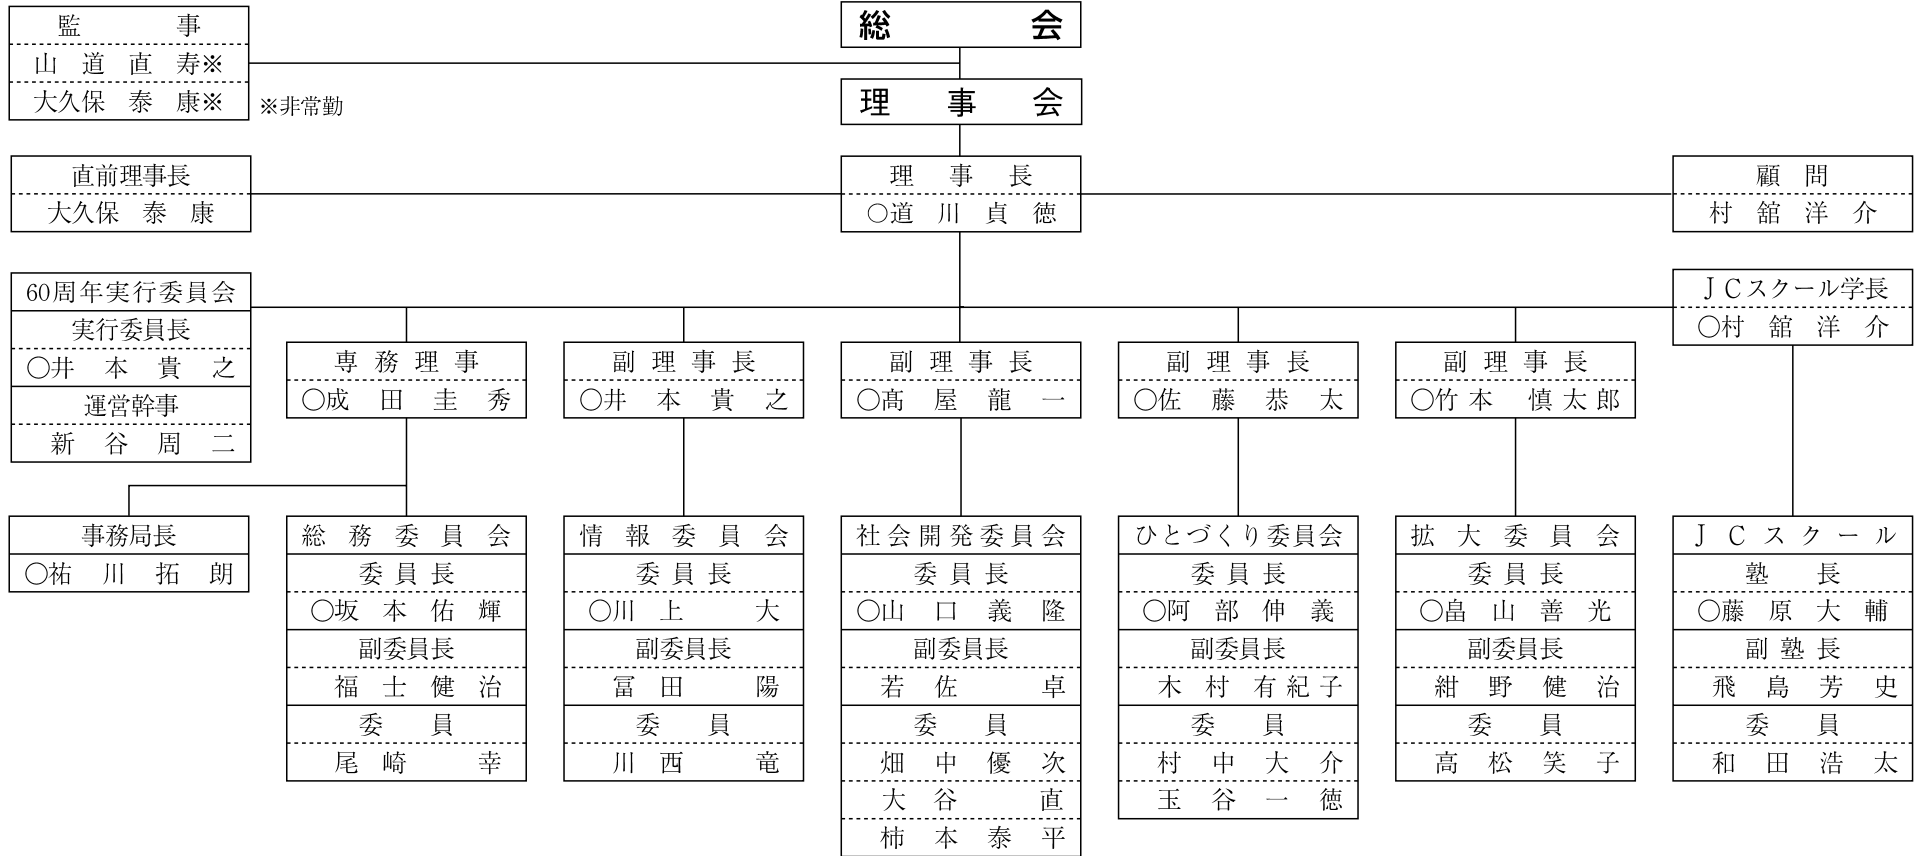 総会
監事
山道直寿※
大久保泰康※
※非常勤
理事会
直前理事長
大久保泰康
理事長
○道川貞徳
顧問
村舘洋介
60周年実行委員会
実行委員長
○井本貴之
運営幹事
新谷周二
JCスクール学長
○村舘洋介
専務理事
○成田圭秀
副理事長
○井本貴之
副理事長
○髙屋龍一
副理事長
○佐藤恭太
副理事長
○竹本慎太郎
事務局長
○祐川拓朗
総務委員会
委員長
○坂本佑輝
副委員長
福士健治
委員
尾崎幸
情報委員会
委員長
○川上大
副委員長
冨田陽
委員
川西竜
社会開発委員会
委員長
○山口義隆
副委員長
若佐卓
委員
畑中優次
大谷直
柿本泰平
ひとづくり委員会
委員長
○阿部伸義
副委員長
木村有紀子
委員
村中大介
玉谷一徳
拡大委員会
委員長
○畠山善光
副委員長
紺野健治
委員
高松笑子
JCスクール
塾長
○藤原大輔
副塾長
飛島芳史
委員
和田浩太